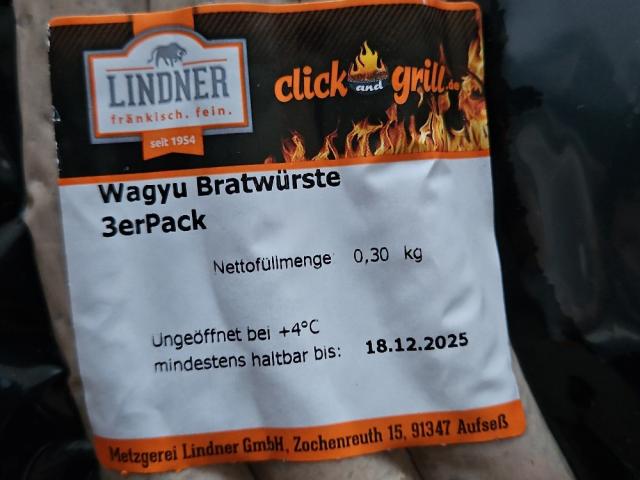 LINDNER
fränkisch. fein.
seit 1954
click and grill.de
Wagyu Bratwürste
3erPack
Nettofüllmenge 0,30 kg
Ungeöffnet bei +4°C
mindestens haltbar bis: 18.12.2025
Metzgerei Lindner GmbH, Zochenreuth 15, 91347 Aufseß